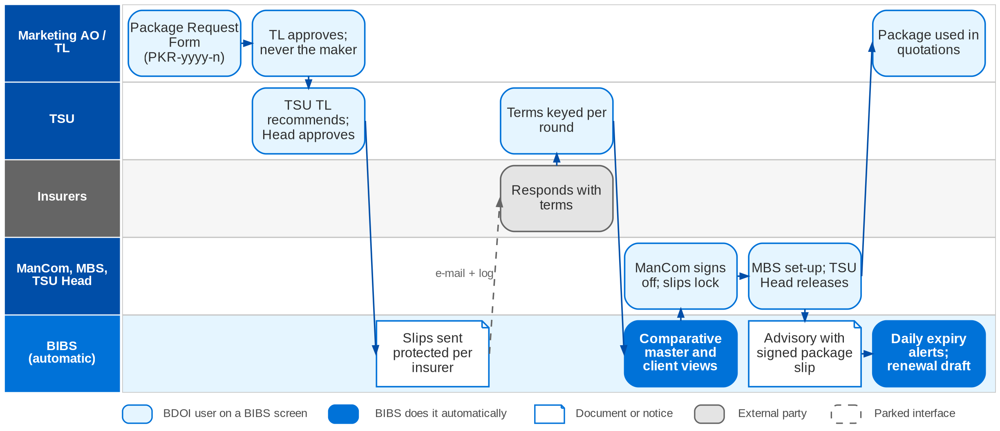 Marketing AO /
TL
Package Request
Form
(PKR-yyyy-n)
TL approves;
never the maker
Package used in
quotations
TSU
TSU TL
recommends;
Head approves
Terms keyed per
round
Insurers
Responds with
terms
ManCom, MBS,
TSU Head
e-mail + log
ManCom signs
off; slips lock
MBS set-up; TSU
Head releases
BIBS
(automatic)
Slips sent
protected per
insurer
Comparative
master and
client views
Advisory with
signed package
slip
Daily expiry
alerts;
renewal draft
BDOI user on a BIBS screen
BIBS does it automatically
Document or notice
External party
Parked interface